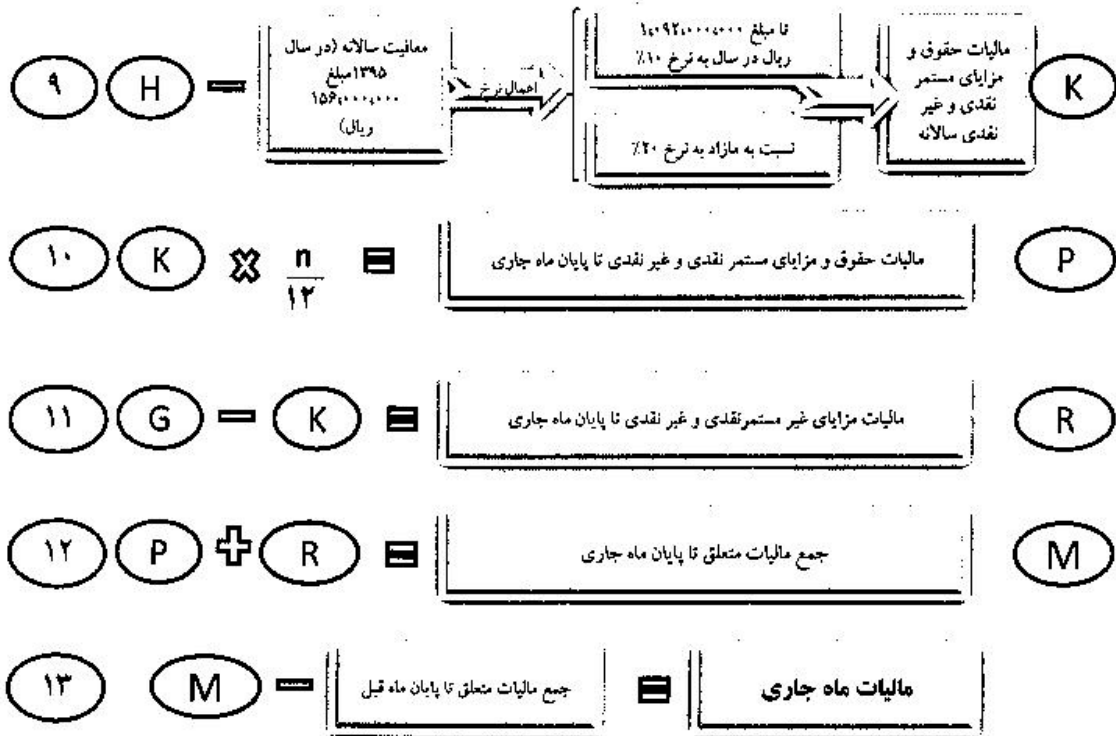 ۹ H − معافیت سالانه (در سال
۱۳۹۵مبلغ
۱۵۶،۰۰۰،۰۰۰
ریال)
اعمال نرخ
تا مبلغ ۱،۰۹۲،۰۰۰،۰۰۰
ریال در سال به نرخ ۱۰٪
نسبت به مازاد به نرخ ۲۰٪
مالیات حقوق و
مزایای مستمر
نقدی و غیر
نقدی سالانه
K
۱۰ K × n/۱۲ = مالیات حقوق و مزایای مستمر نقدی و غیر نقدی تا پایان ماه جاری P
۱۱ G − K = مالیات مزایای غیر مستمرنقدی و غیر نقدی تا پایان ماه جاری R
۱۲ P + R = جمع مالیات متعلق تا پایان ماه جاری M
۱۳ M − جمع مالیات متعلق تا پایان ماه قبل = مالیات ماه جاری